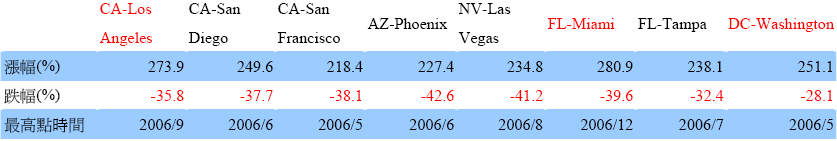 CA-Los Angeles CA-San Diego CA-San Francisco AZ-Phoenix NV-Las Vegas FL-Miami FL-Tampa DC-Washington
漲幅(%) 273.9 249.6 218.4 227.4 234.8 280.9 238.1 251.1
跌幅(%) -35.8 -37.7 -38.1 -42.6 -41.2 -39.6 -32.4 -28.1
最高點時間 2006/9 2006/6 2006/5 2006/6 2006/8 2006/12 2006/7 2006/5